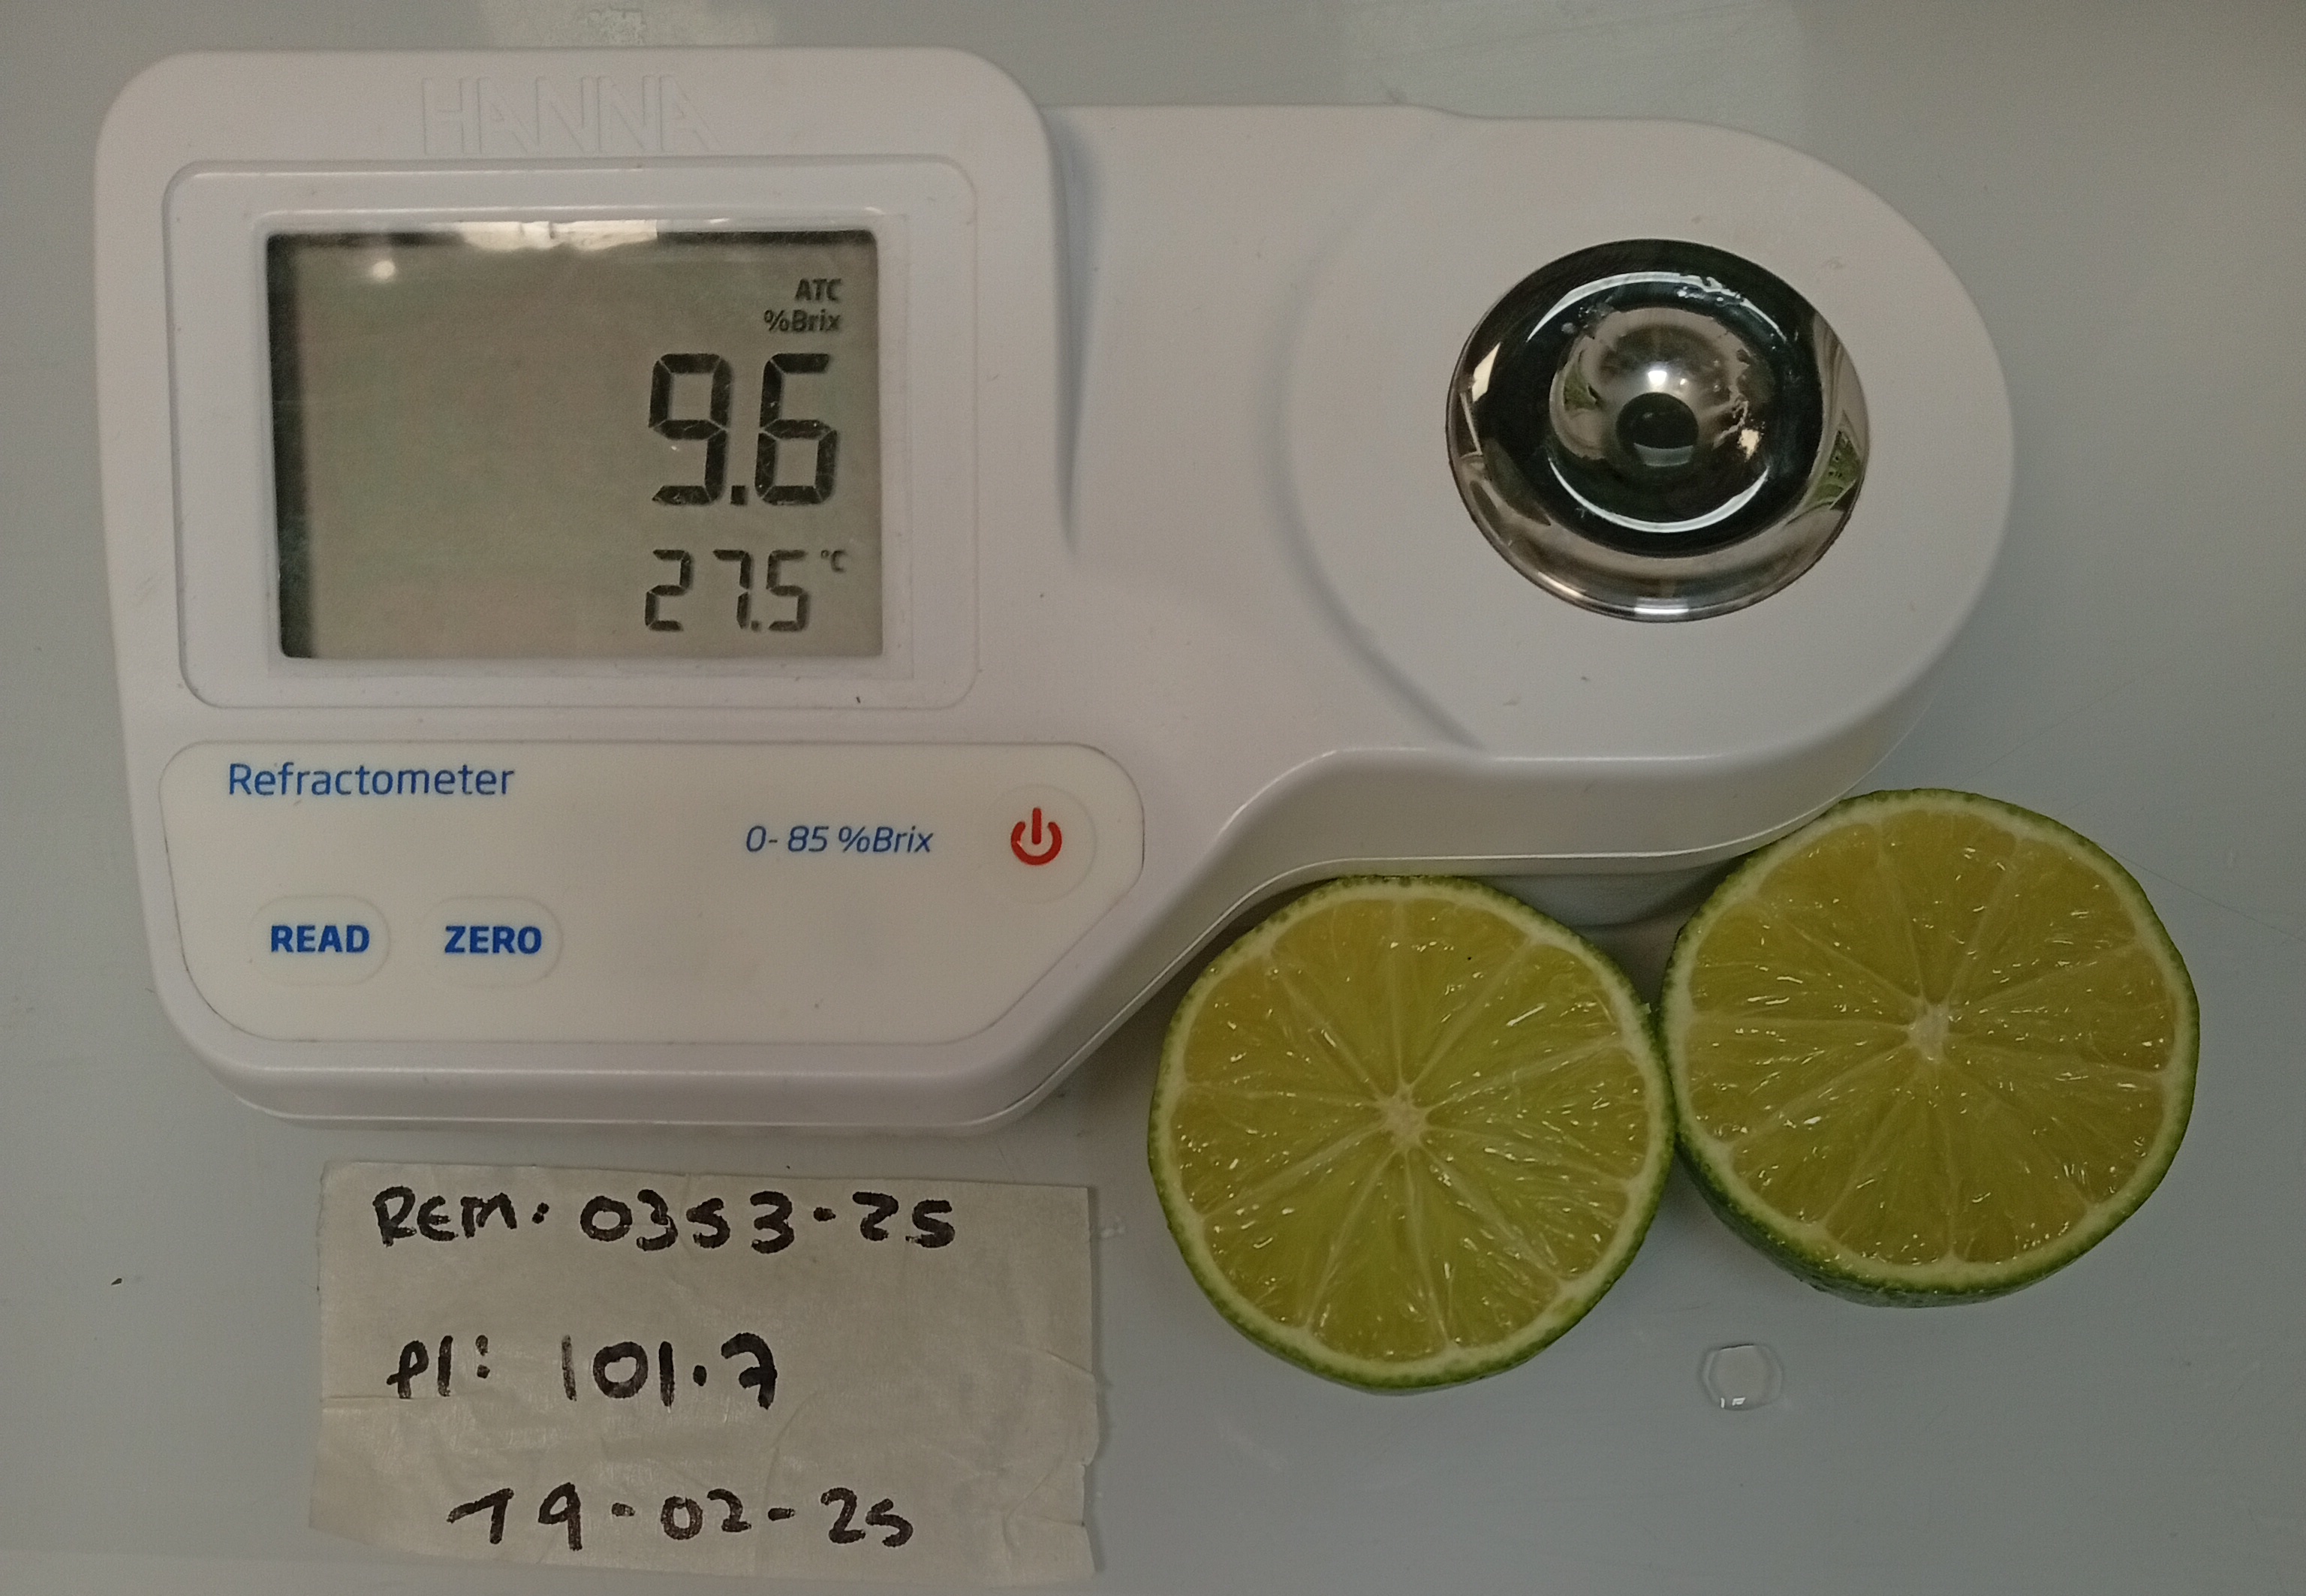 HANNA
ATC
%Brix
9.6
27.5 °C
Refractometer
0-85 %Brix
READ ZERO
REM: 0353-25
Pl: 101.7
19-02-25